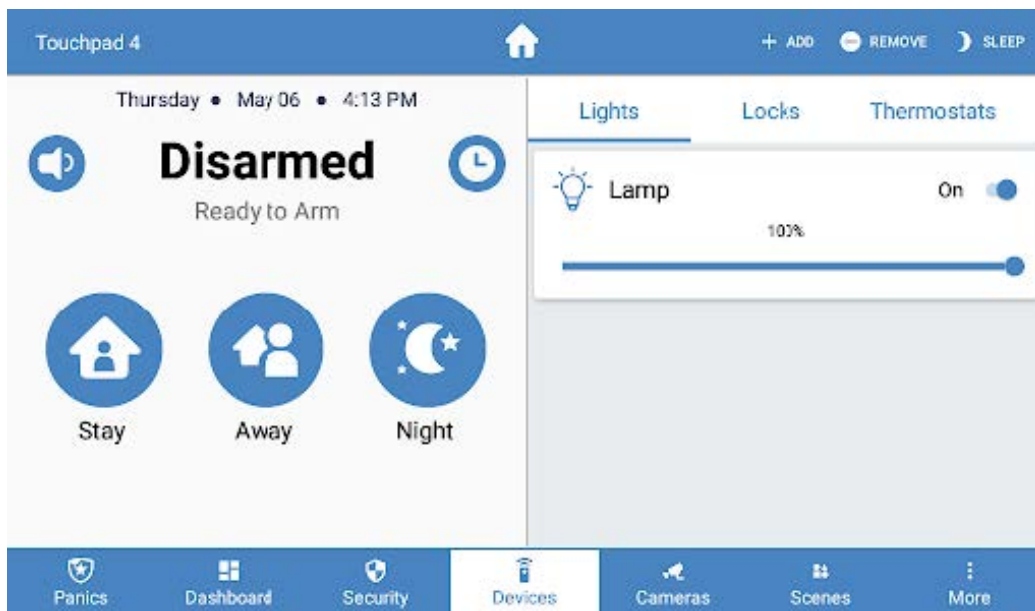 Touchpad 4
+ ADD REMOVE SLEEP
Thursday • May 06 • 4:13 PM
Disarmed
Ready to Arm
Stay Away Night
Lights Locks Thermostats
Lamp On
100%
Panics Dashboard Security Devices Cameras Scenes More